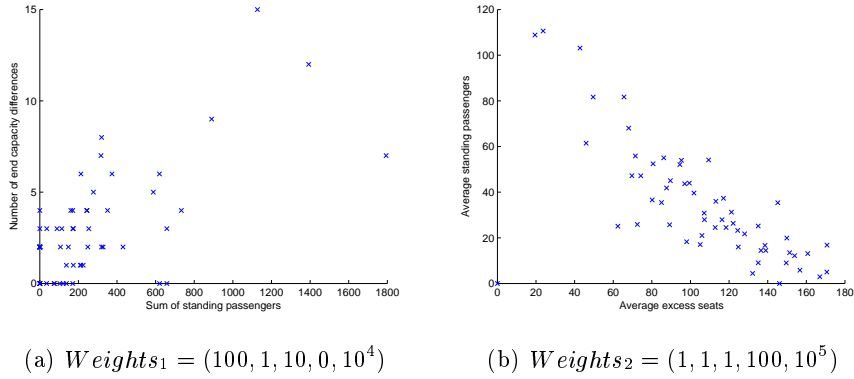 15
10
5
0
0 200 400 600 800 1000 1200 1400 1600 1800
Sum of standing passengers
Number of end capacity differences
(a) Weights₁ = (100, 1, 10, 0, 10⁴)
120
100
80
60
40
20
0
0 20 40 60 80 100 120 140 160 180
Average excess seats
Average standing passengers
(b) Weights₂ = (1, 1, 1, 100, 10⁵)